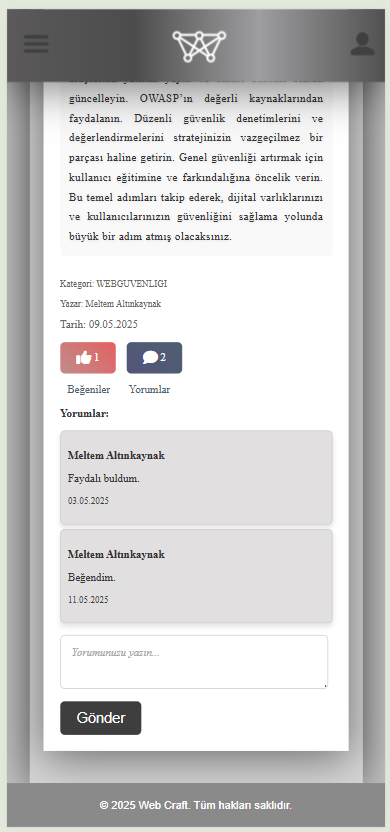 güncelleyin. OWASP’ın değerli kaynaklarından
faydalanın. Düzenli güvenlik denetimlerini ve
değerlendirmelerini stratejinizin vazgeçilmez bir
parçası haline getirin. Genel güvenliği artırmak için
kullanıcı eğitimine ve farkındalığına öncelik verin.
Bu temel adımları takip ederek, dijital varlıklarınızı
ve kullanıcılarınızın güvenliğini sağlama yolunda
büyük bir adım atmış olacaksınız.
Kategori: WEBGUVENLIGI
Yazar: Meltem Altınkaynak
Tarih: 09.05.2025
1 2
Beğeniler Yorumlar
Yorumlar:
Meltem Altınkaynak
Faydalı buldum.
03.05.2025
Meltem Altınkaynak
Beğendim.
11.05.2025
Yorumunuzu yazın...
Gönder
© 2025 Web Craft. Tüm hakları saklıdır.